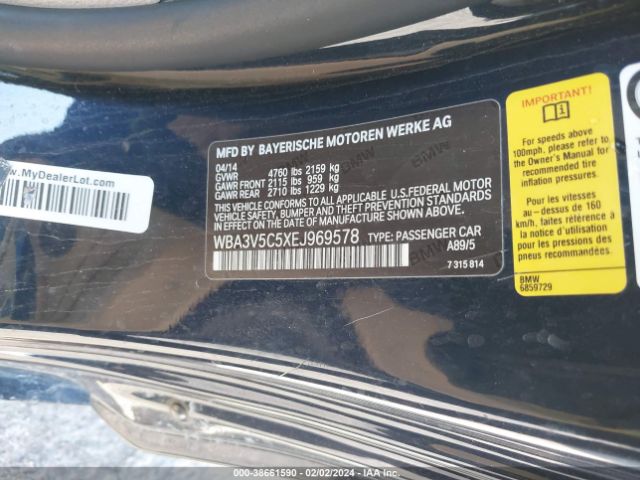 www.MyDealerLot.com
MFD BY BAYERISCHE MOTOREN WERKE AG
04/14
GVWR 4760 lbs 2159 kg
GAWR FRONT 2115 lbs 959 kg
GAWR REAR 2710 lbs 1229 kg
THIS VEHICLE CONFORMS TO ALL APPLICABLE U.S.FEDERAL MOTOR
VEHICLE SAFETY, BUMPER, AND THEFT PREVENTION STANDARDS
IN EFFECT ON THE DATE OF MANUFACTURE SHOWN ABOVE.
WBA3V5C5XEJ969578 TYPE: PASSENGER CAR
A89/5
7 315 814
IMPORTANT!
For speeds above
100mph, please refer to
the Owner's Manual for
recommended tire
inflation pressures.
Pour les vitesses
au-dessus de 160
km/h, faites référence à
la notice d'utilisation
pour les pressions de
pneu recommandées.
BMW
6859729
000-38661590 - 02/02/2024 - IAA Inc.